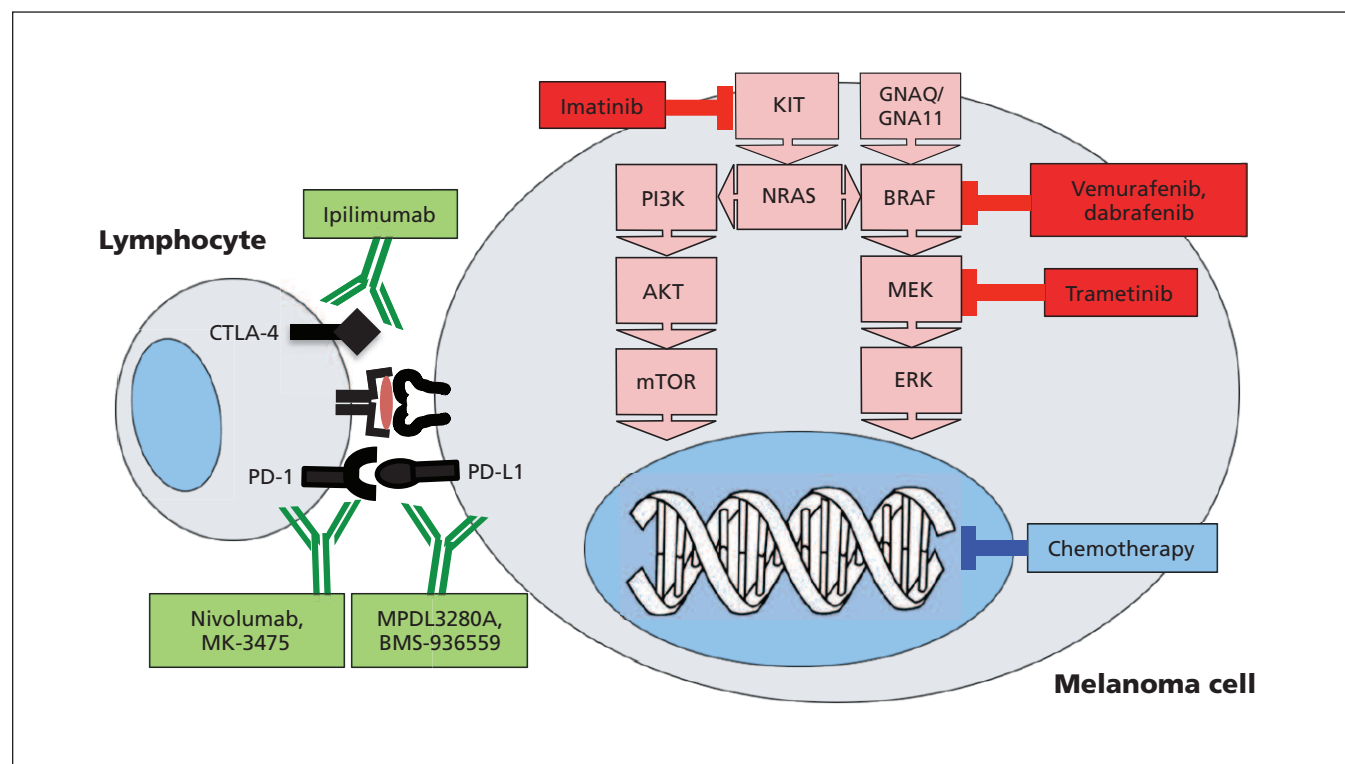 Imatinib
KIT
GNAQ/
GNA11
PI3K
NRAS
BRAF
Vemurafenib,
dabrafenib
Ipilimumab
Lymphocyte
AKT
MEK
Trametinib
CTLA-4
mTOR
ERK
PD-1
PD-L1
Chemotherapy
Nivolumab,
MK-3475
MPDL3280A,
BMS-936559
Melanoma cell